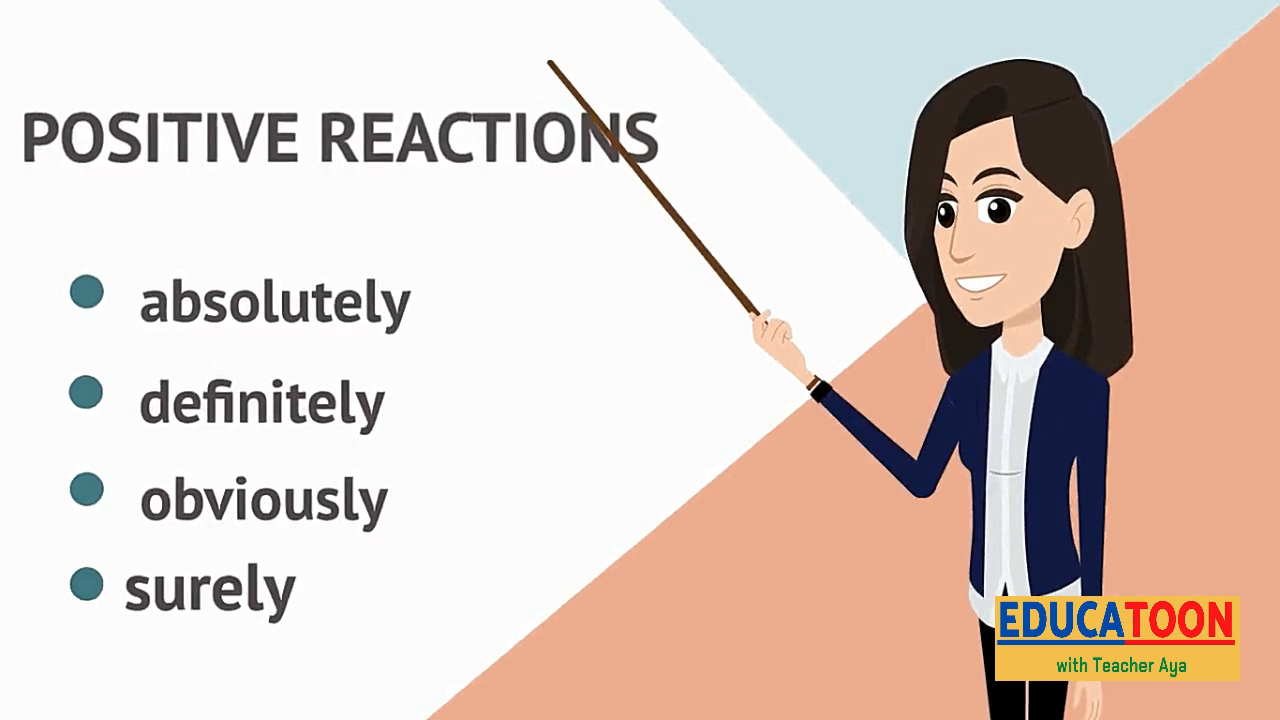 POSITIVE REACTIONS
absolutely
definitely
obviously
surely
EDUCATOON
with Teacher Aya